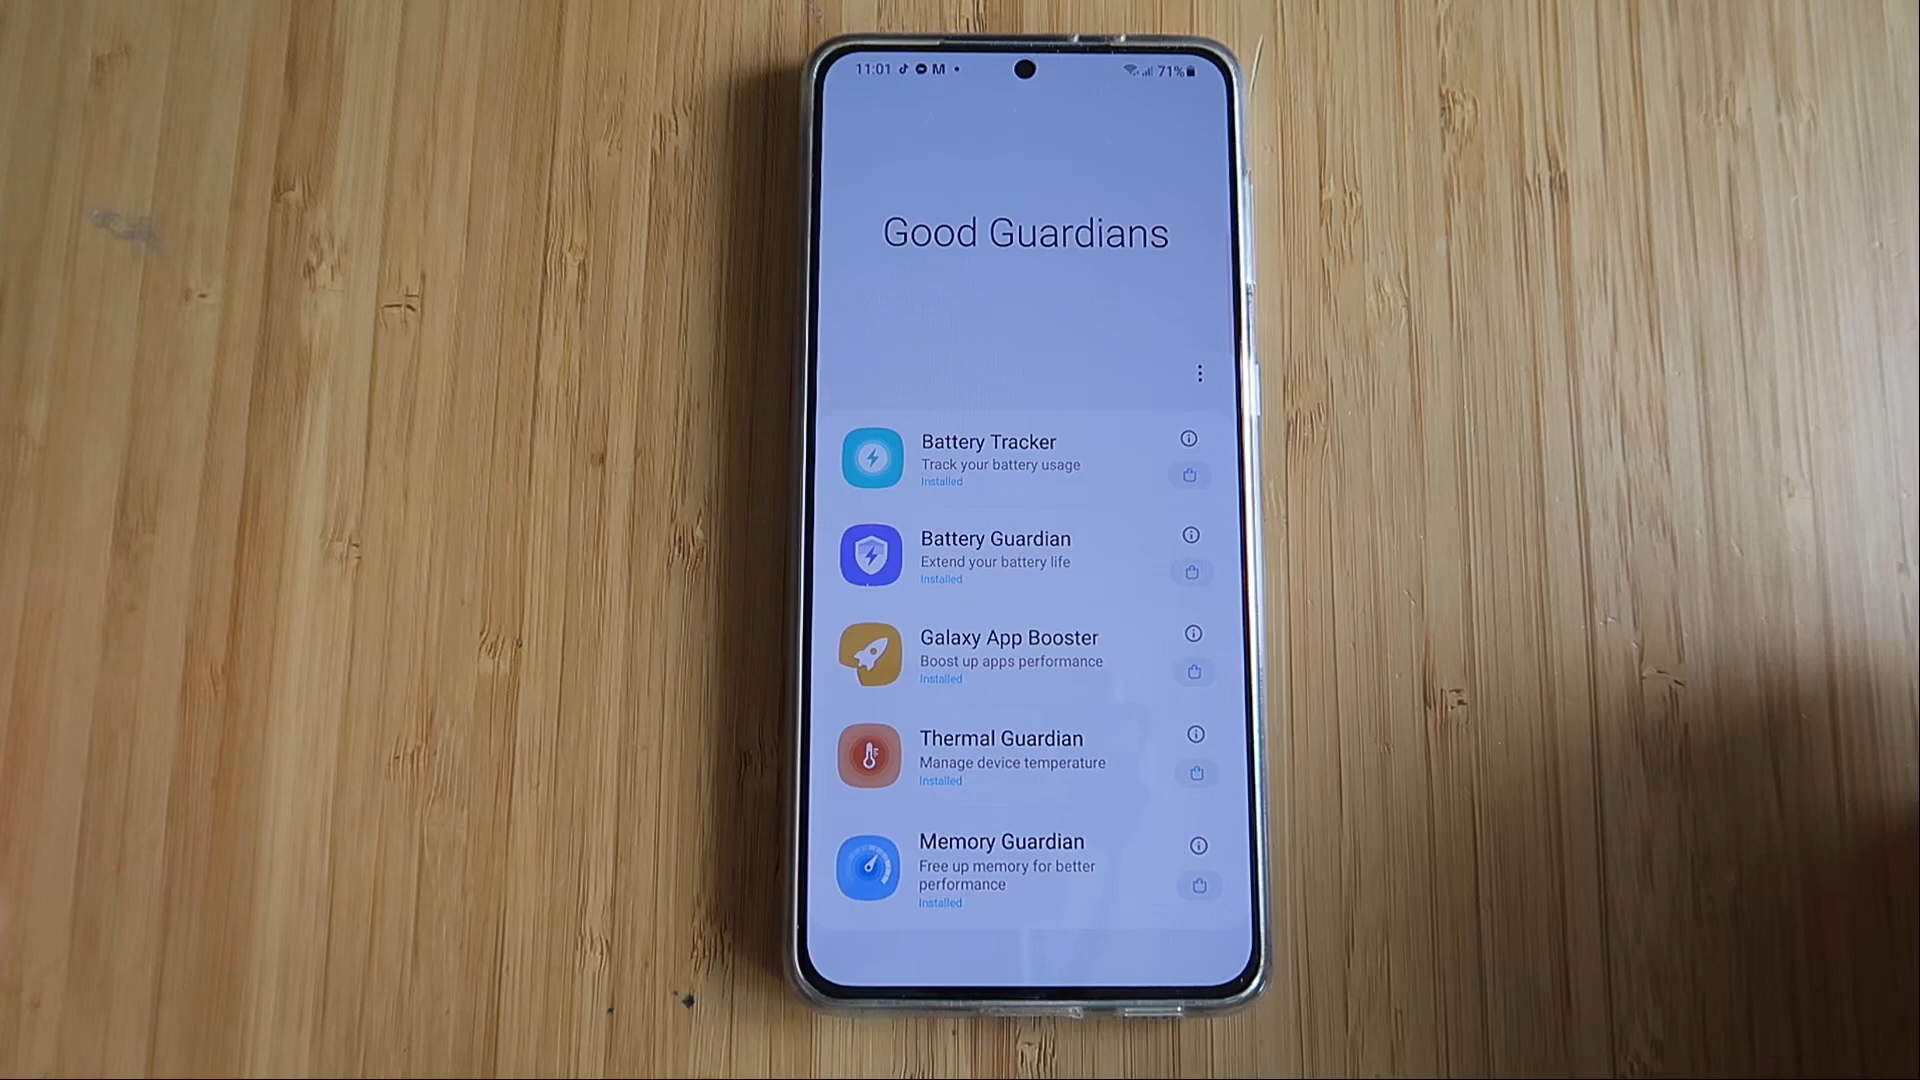 11:01 M 71%
Good Guardians
Battery Tracker
Track your battery usage
Installed
Battery Guardian
Extend your battery life
Installed
Galaxy App Booster
Boost up apps performance
Installed
Thermal Guardian
Manage device temperature
Installed
Memory Guardian
Free up memory for better
performance
Installed